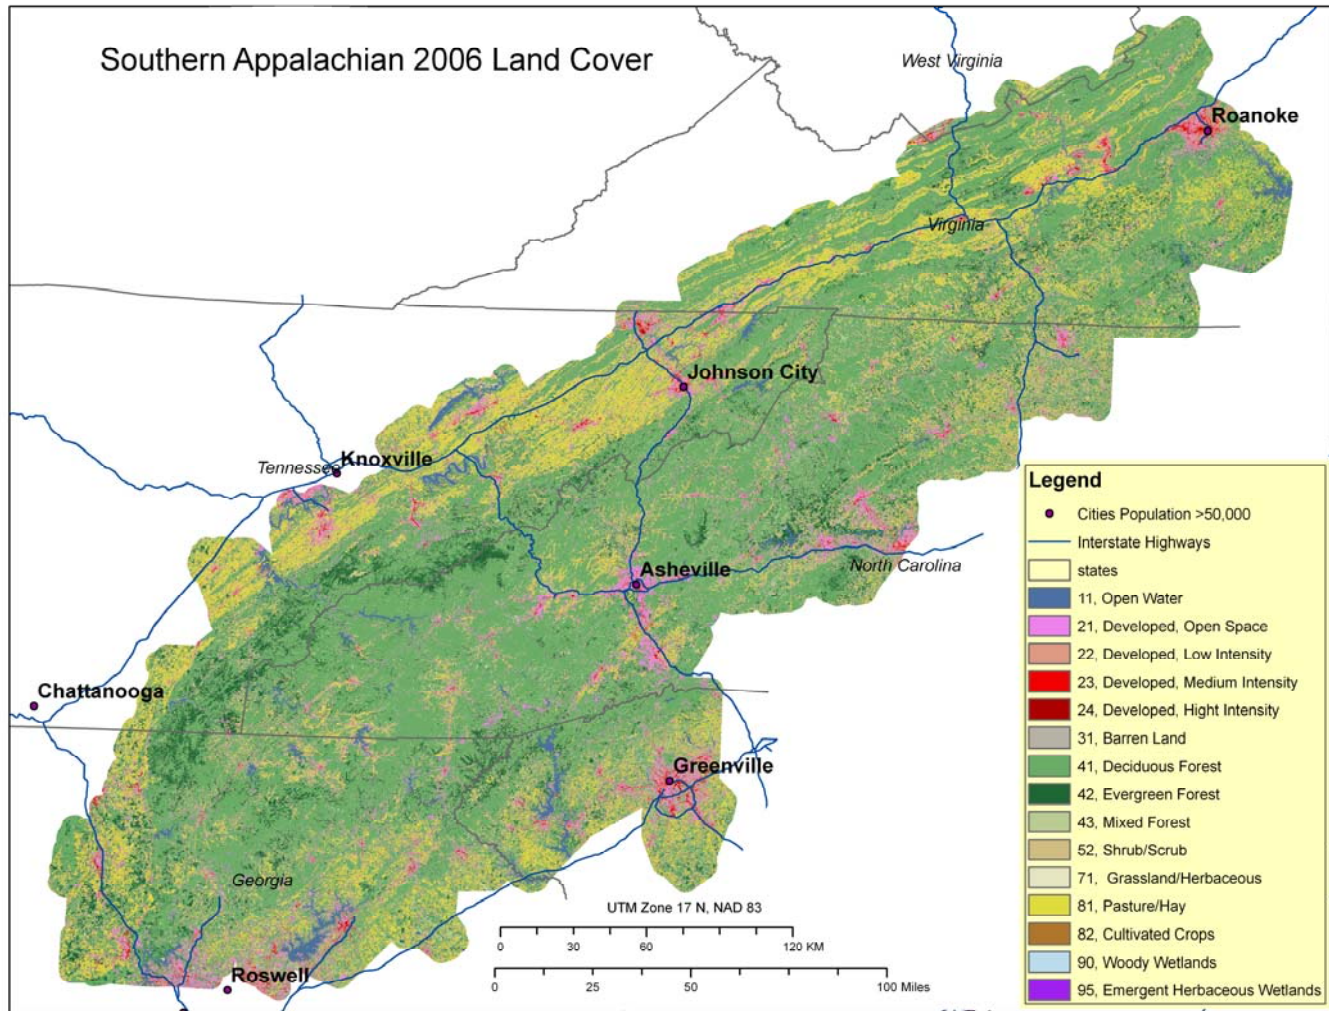 Southern Appalachian 2006 Land Cover
West Virginia
Roanoke
Virginia
Johnson City
Knoxville
Tennessee
Asheville
North Carolina
Chattanooga
Greenville
Georgia
Roswell
UTM Zone 17 N, NAD 83
0 30 60 120 KM
0 25 50 100 Miles
Legend
Cities Population >50,000
Interstate Highways
states
11, Open Water
21, Developed, Open Space
22, Developed, Low Intensity
23, Developed, Medium Intensity
24, Developed, Hight Intensity
31, Barren Land
41, Deciduous Forest
42, Evergreen Forest
43, Mixed Forest
52, Shrub/Scrub
71, Grassland/Herbaceous
81, Pasture/Hay
82, Cultivated Crops
90, Woody Wetlands
95, Emergent Herbaceous Wetlands